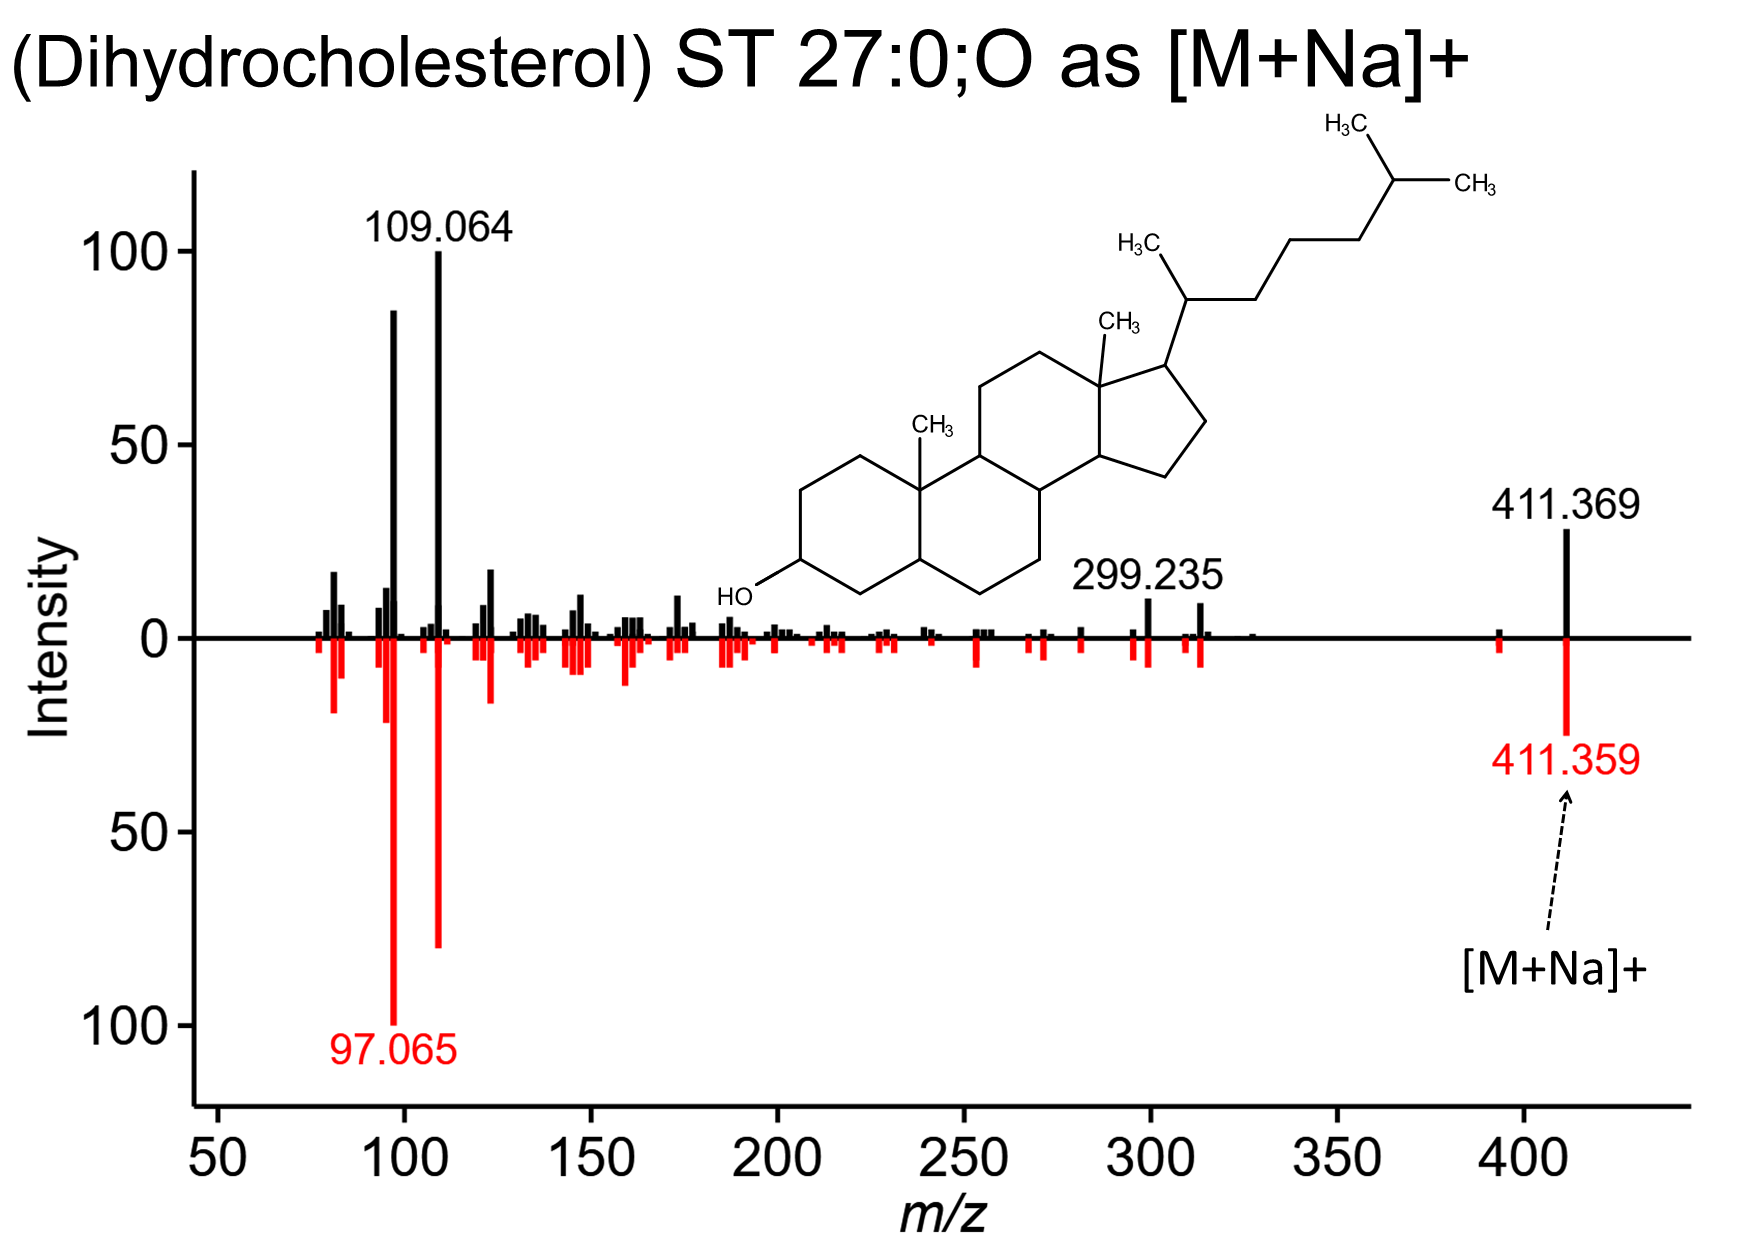 (Dihydrocholesterol) ST 27:0;O as [M+Na]+
H₃C
CH₃
H₃C
CH₃
CH₃
HO
109.064
299.235
411.369
411.359
97.065
[M+Na]+
Intensity
100
50
0
50
100
50 100 150 200 250 300 350 400
m/z